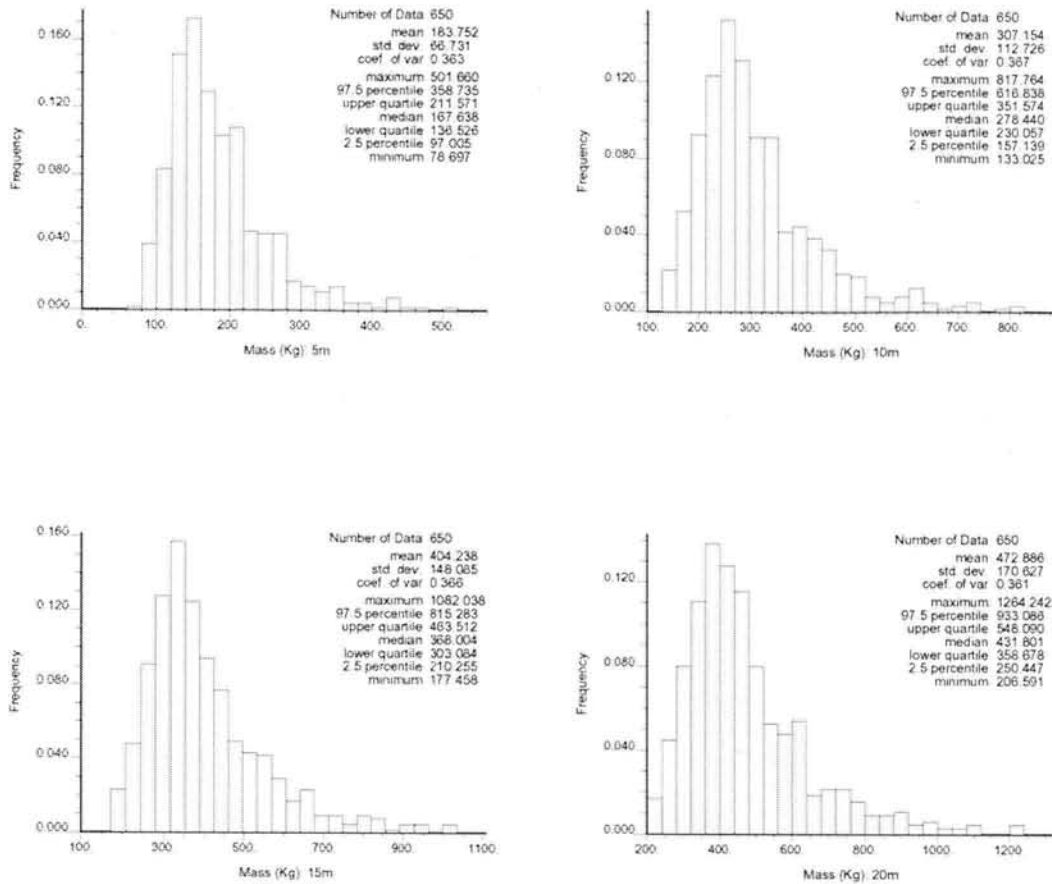 Number of Data 650
mean 183.752
std. dev. 66.731
coef. of var 0.363
maximum 501.660
97.5 percentile 358.735
upper quartile 211.571
median 167.638
lower quartile 136.526
2.5 percentile 97.005
minimum 78.697
Frequency
0.160
0.120
0.080
0.040
0.000
0. 100. 200. 300. 400. 500.
Mass (Kg): 5m
Number of Data 650
mean 307.154
std. dev. 112.726
coef. of var 0.367
maximum 817.764
97.5 percentile 616.838
upper quartile 351.574
median 278.440
lower quartile 230.057
2.5 percentile 157.139
minimum 133.025
Frequency
0.120
0.080
0.040
0.000
100. 200. 300. 400. 500. 600. 700. 800.
Mass (Kg): 10m
Number of Data 650
mean 404.238
std. dev. 148.085
coef. of var 0.366
maximum 1082.038
97.5 percentile 815.283
upper quartile 463.512
median 368.004
lower quartile 303.084
2.5 percentile 210.255
minimum 177.458
Frequency
0.160
0.120
0.080
0.040
0.000
100. 300. 500. 700. 900. 1100.
Mass (Kg): 15m
Number of Data 650
mean 472.886
std. dev. 170.627
coef. of var 0.361
maximum 1264.242
97.5 percentile 933.086
upper quartile 548.090
median 431.801
lower quartile 358.678
2.5 percentile 250.447
minimum 206.591
Frequency
0.120
0.080
0.040
0.000
200. 400. 600. 800. 1000. 1200.
Mass (Kg): 20m